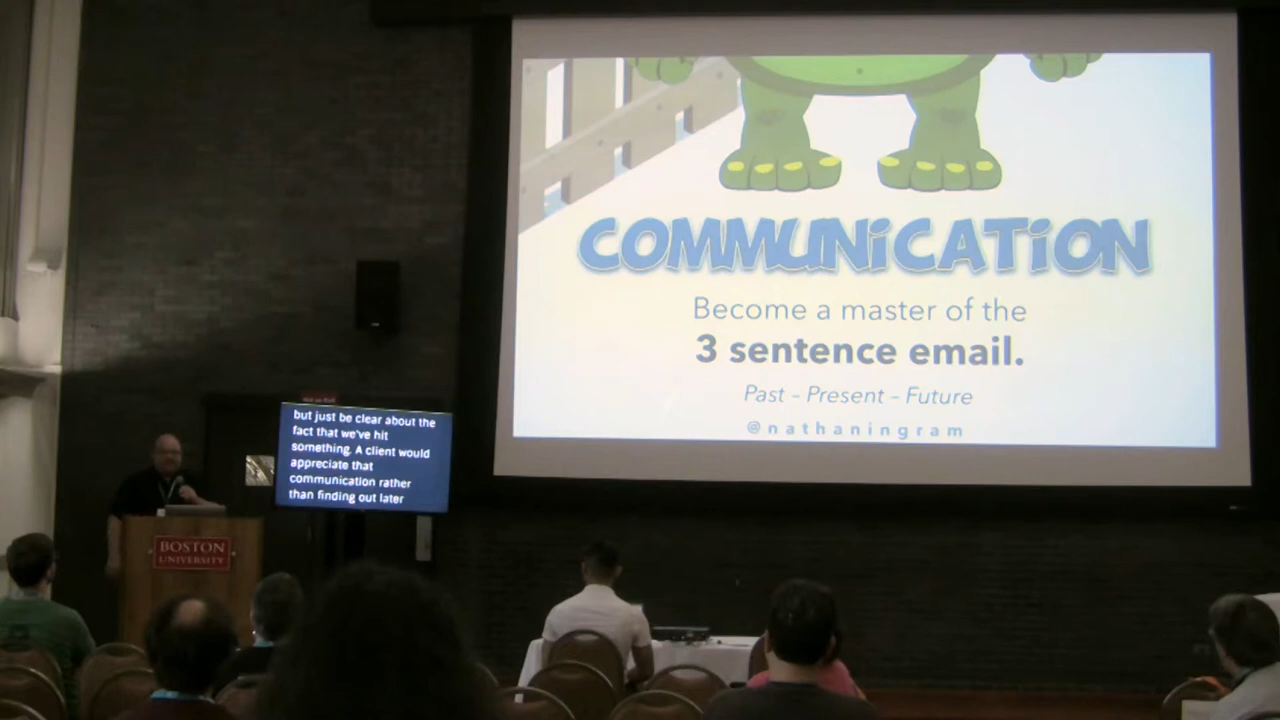 COMMUNiCATiON
Become a master of the
3 sentence email.
Past - Present - Future
@nathaningram
but just be clear about the
fact that we've hit
something. A client would
appreciate that
communication rather
than finding out later
BOSTON
UNIVERSITY